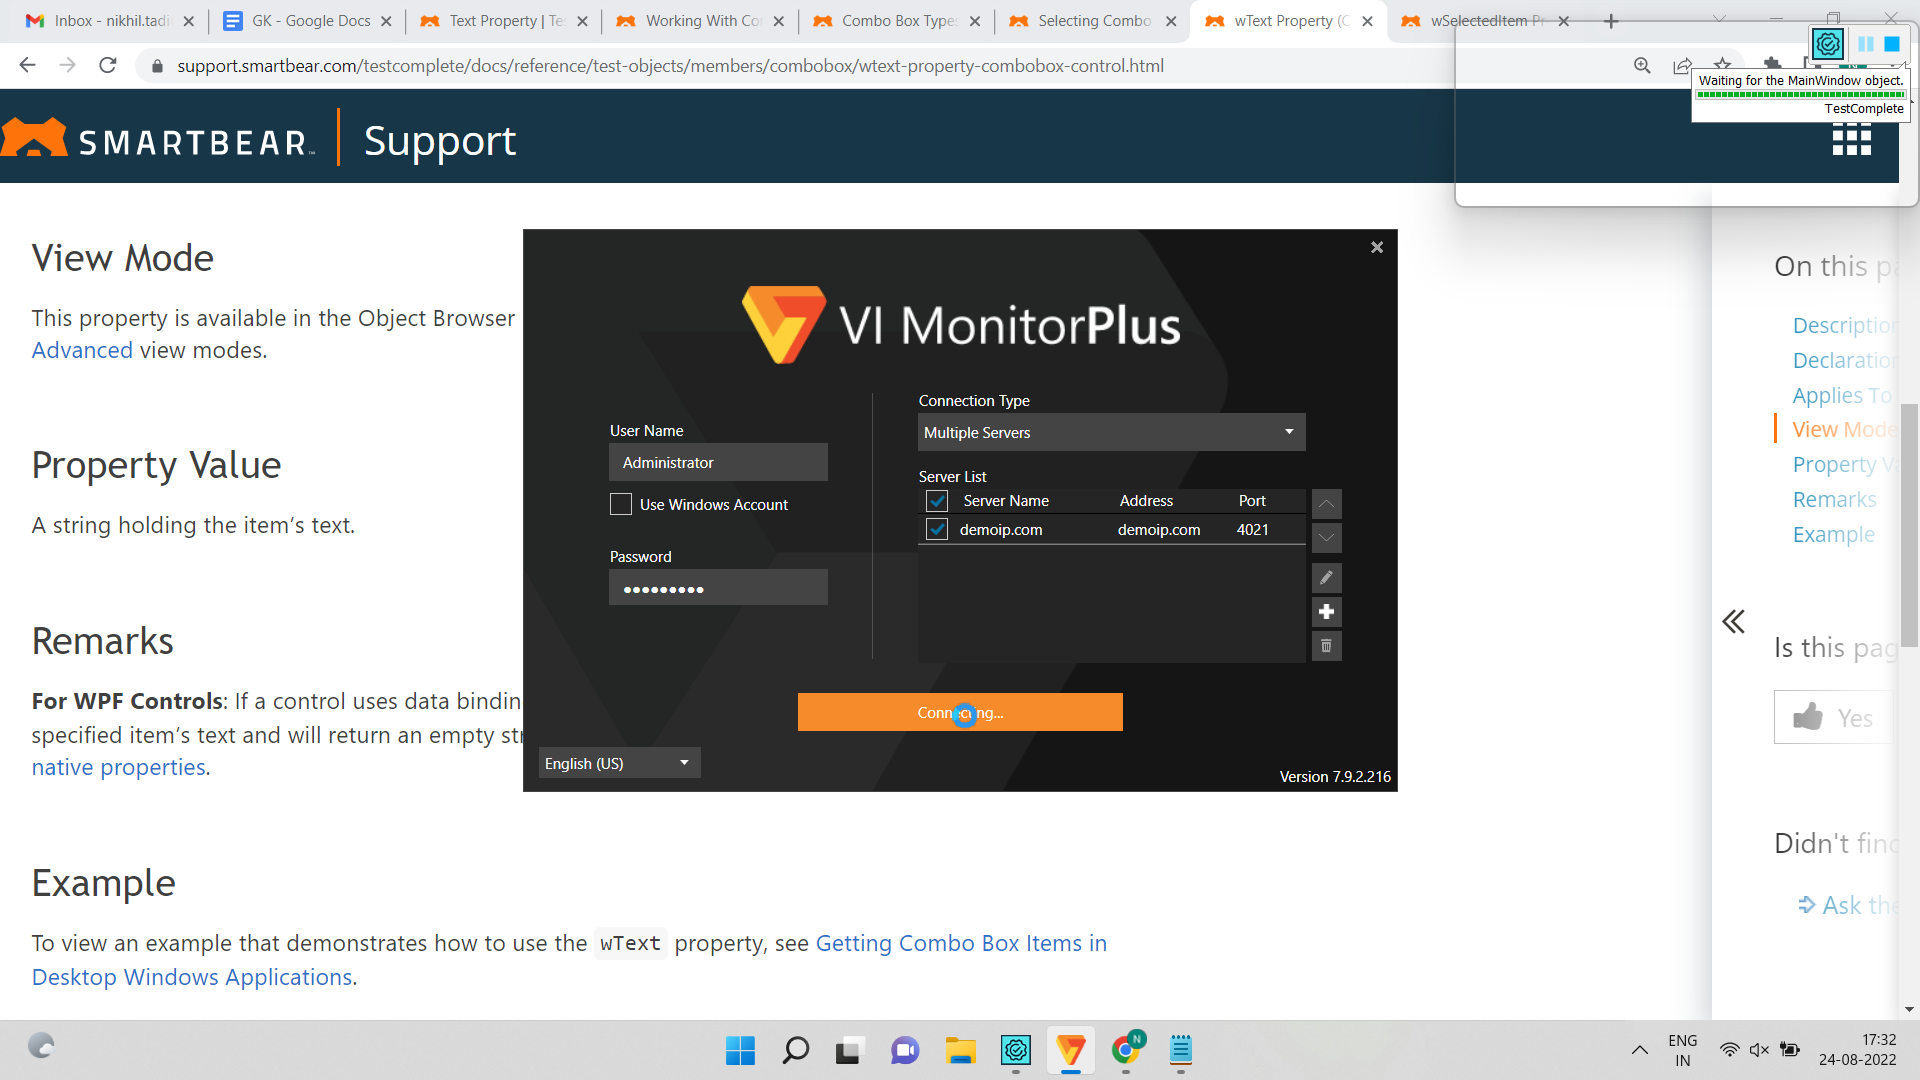 Inbox - nikhil.tadi
GK - Google Docs
Text Property | Te
Working With Co
Combo Box Type
Selecting Combo
wText Property (C
wSelectedItem Pr
support.smartbear.com/testcomplete/docs/reference/test-objects/members/combobox/wtext-property-combobox-control.html
Waiting for the MainWindow object.
TestComplete
SMARTBEAR Support
View Mode
This property is available in the Object Browser
Advanced view modes.
Property Value
A string holding the item's text.
Remarks
For WPF Controls: If a control uses data bindin
specified item's text and will return an empty str
native properties.
Example
To view an example that demonstrates how to use the wText property, see Getting Combo Box Items in
Desktop Windows Applications.
VI MonitorPlus
User Name
Administrator
Use Windows Account
Password
Connection Type
Multiple Servers
Server List
Server Name Address Port
demoip.com demoip.com 4021
Connecting...
English (US)
Version 7.9.2.216
On this pa
Description
Declaration
Applies To
View Mode
Property Va
Remarks
Example
Is this pag
Yes
Didn't find
Ask the
N
ENG
IN
17:32
24-08-2022